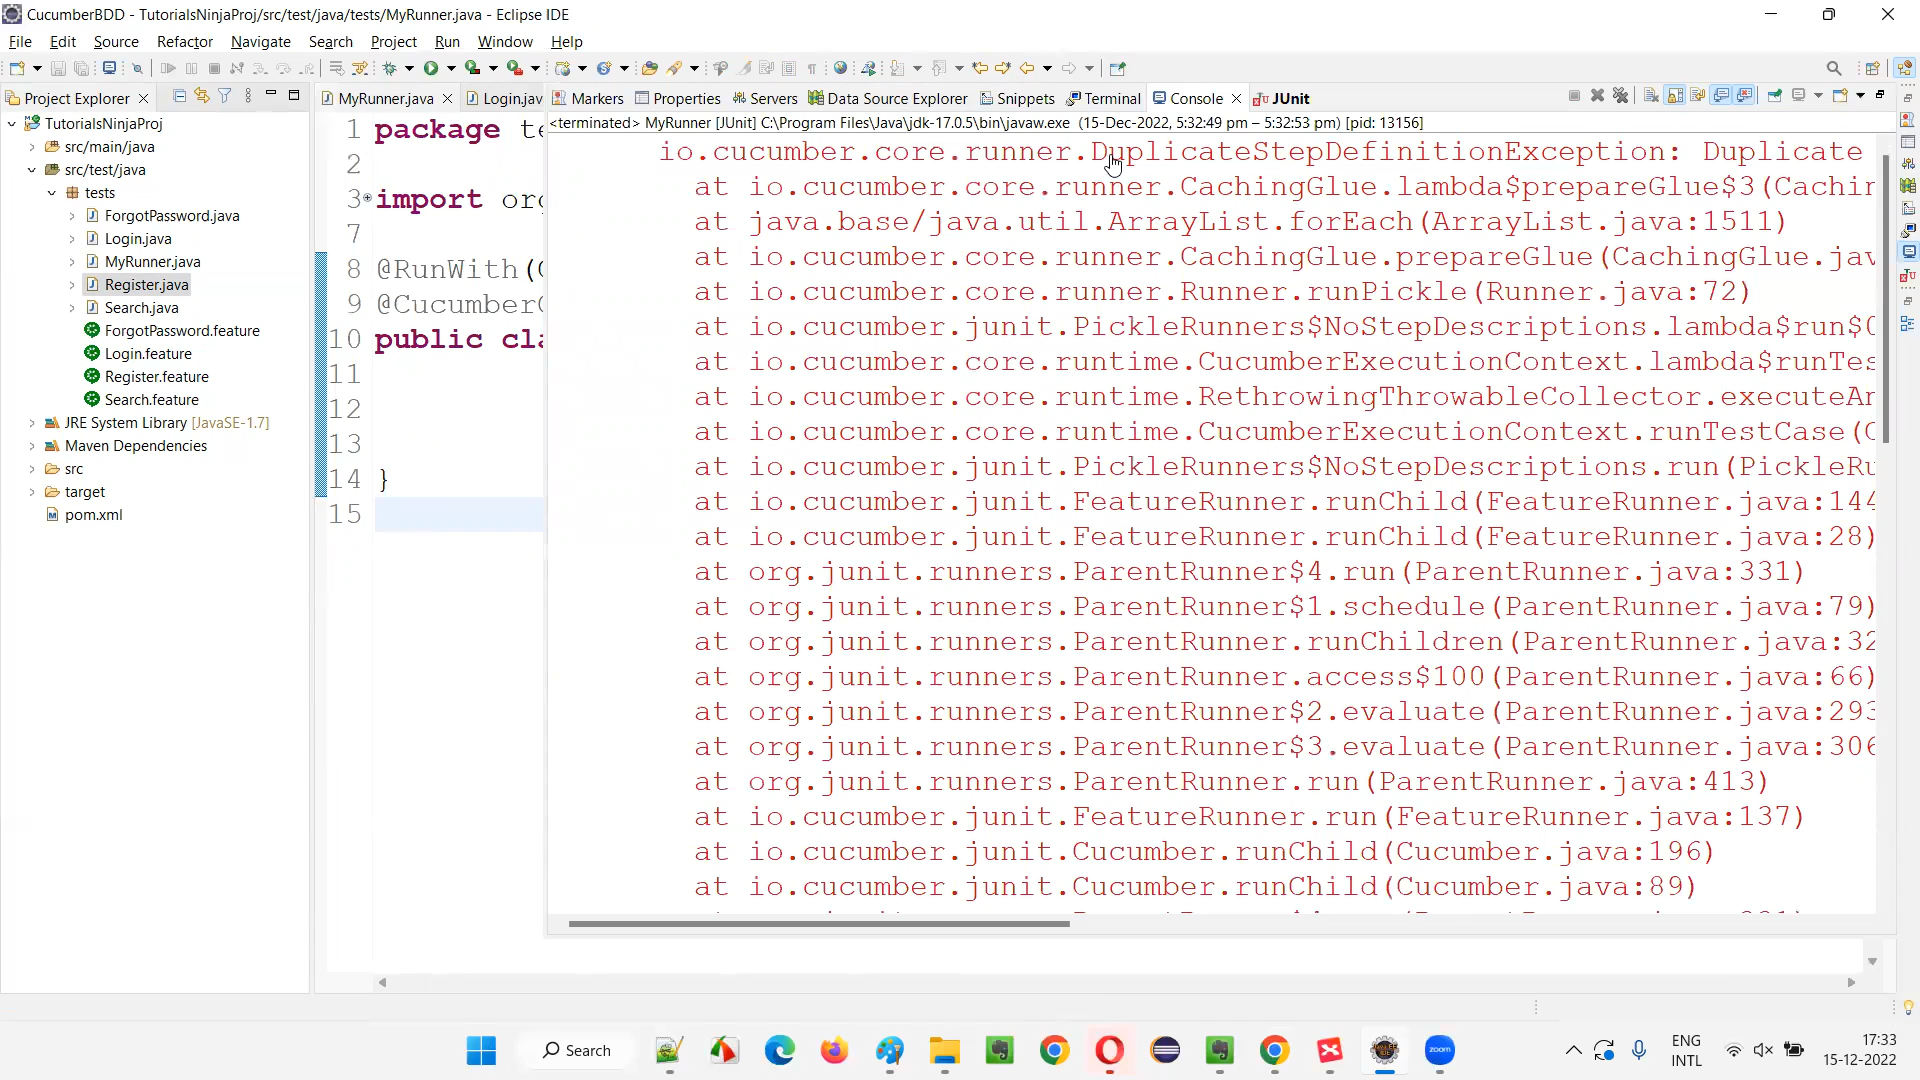 CucumberBDD - TutorialsNinjaProj/src/test/java/tests/MyRunner.java - Eclipse IDE
File Edit Source Refactor Navigate Search Project Run Window Help
Project Explorer
TutorialsNinjaProj
src/main/java
src/test/java
tests
ForgotPassword.java
Login.java
MyRunner.java
Register.java
Search.java
ForgotPassword.feature
Login.feature
Register.feature
Search.feature
JRE System Library [JavaSE-1.7]
Maven Dependencies
src
target
pom.xml
MyRunner.java Login.jav
1 package te
2
3 import org
7
8 @RunWith(C
9 @CucumberO
10 public cla
11
12
13
14 }
15
Markers Properties Servers Data Source Explorer Snippets Terminal Console JUnit
<terminated> MyRunner [JUnit] C:\Program Files\Java\jdk-17.0.5\bin\javaw.exe (15-Dec-2022, 5:32:49 pm – 5:32:53 pm) [pid: 13156]
io.cucumber.core.runner.DuplicateStepDefinitionException: Duplicate
at io.cucumber.core.runner.CachingGlue.lambda$prepareGlue$3(Cachin
at java.base/java.util.ArrayList.forEach(ArrayList.java:1511)
at io.cucumber.core.runner.CachingGlue.prepareGlue(CachingGlue.jav
at io.cucumber.core.runner.Runner.runPickle(Runner.java:72)
at io.cucumber.junit.PickleRunners$NoStepDescriptions.lambda$run$0
at io.cucumber.core.runtime.CucumberExecutionContext.lambda$runTes
at io.cucumber.core.runtime.RethrowingThrowableCollector.executeAn
at io.cucumber.core.runtime.CucumberExecutionContext.runTestCase(C
at io.cucumber.junit.PickleRunners$NoStepDescriptions.run(PickleRu
at io.cucumber.junit.FeatureRunner.runChild(FeatureRunner.java:144
at io.cucumber.junit.FeatureRunner.runChild(FeatureRunner.java:28)
at org.junit.runners.ParentRunner$4.run(ParentRunner.java:331)
at org.junit.runners.ParentRunner$1.schedule(ParentRunner.java:79)
at org.junit.runners.ParentRunner.runChildren(ParentRunner.java:32
at org.junit.runners.ParentRunner.access$100(ParentRunner.java:66)
at org.junit.runners.ParentRunner$2.evaluate(ParentRunner.java:293
at org.junit.runners.ParentRunner$3.evaluate(ParentRunner.java:306
at org.junit.runners.ParentRunner.run(ParentRunner.java:413)
at io.cucumber.junit.FeatureRunner.run(FeatureRunner.java:137)
at io.cucumber.junit.Cucumber.runChild(Cucumber.java:196)
at io.cucumber.junit.Cucumber.runChild(Cucumber.java:89)
Search
zoom
ENG
INTL
17:33
15-12-2022